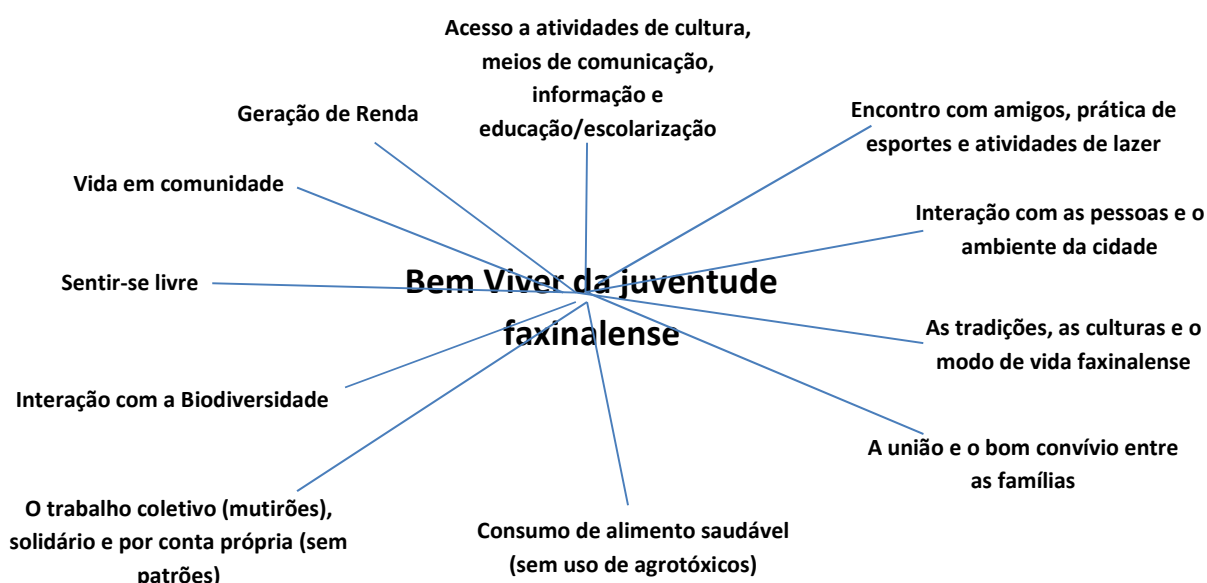 Acesso a atividades de cultura,
meios de comunicação,
informação e
educação/escolarização
Geração de Renda
Encontro com amigos, prática de
esportes e atividades de lazer
Vida em comunidade
Interação com as pessoas e o
ambiente da cidade
Sentir-se livre
Bem Viver da juventude
faxinalense
As tradições, as culturas e o
modo de vida faxinalense
Interação com a Biodiversidade
A união e o bom convívio entre
as famílias
O trabalho coletivo (mutirões),
solidário e por conta própria (sem
patrões)
Consumo de alimento saudável
(sem uso de agrotóxicos)